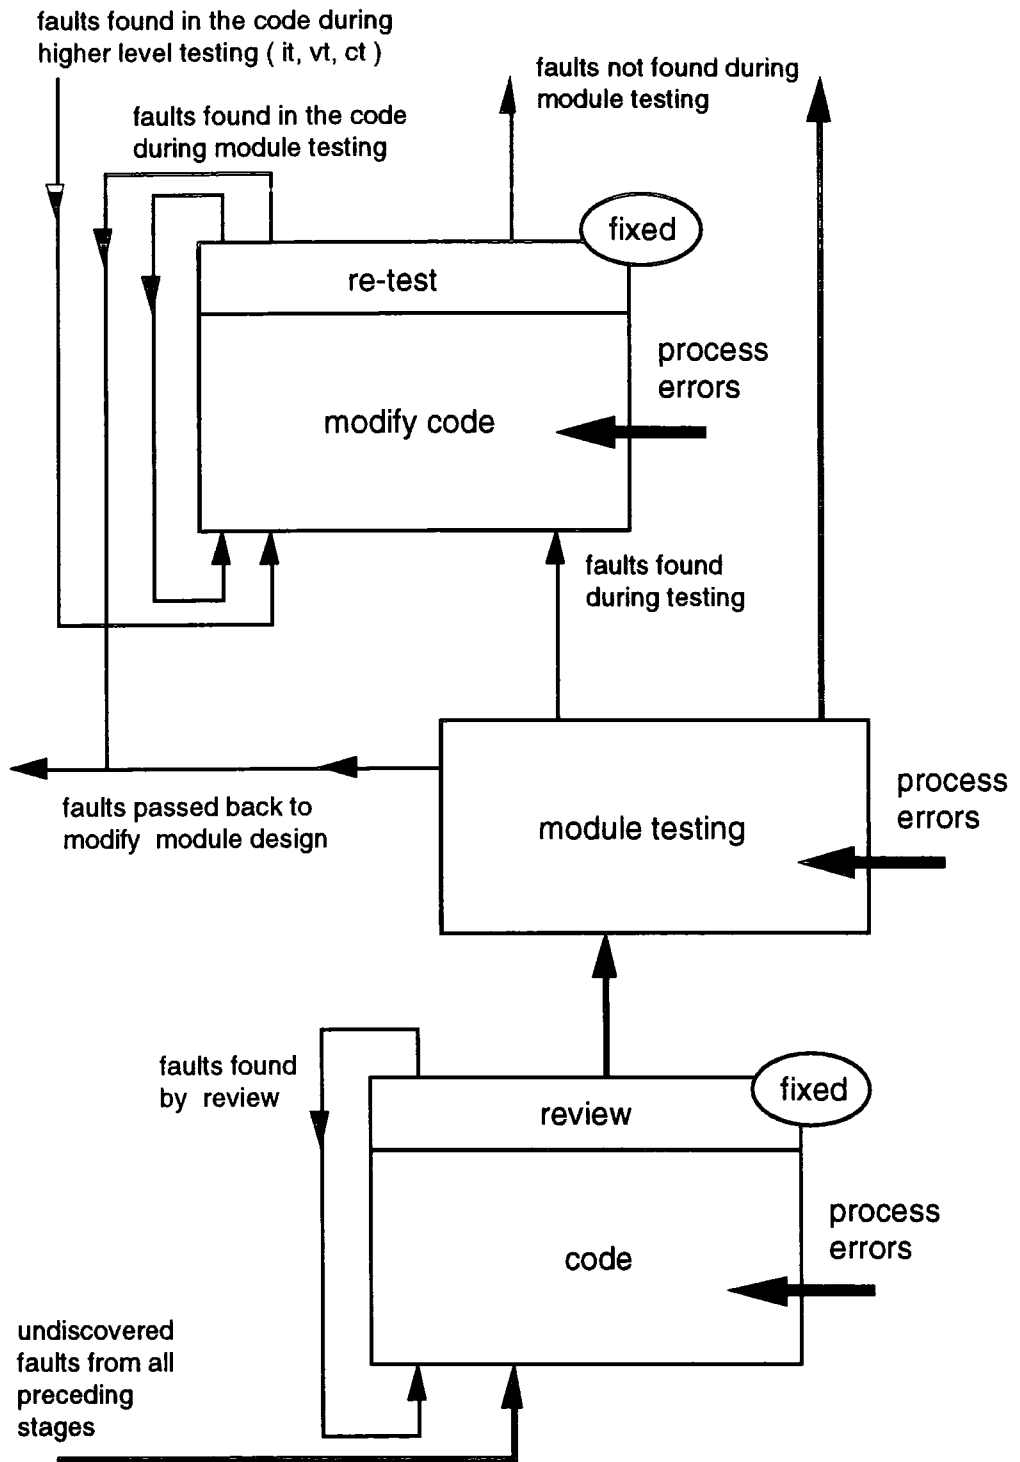 faults found in the code during
higher level testing ( it, vt, ct )
faults not found during
module testing
faults found in the code
during module testing
fixed
re-test
process
errors
modify code
faults found
during testing
process
errors
faults passed back to
modify module design
module testing
faults found
by review
fixed
review
process
errors
code
undiscovered
faults from all
preceding
stages